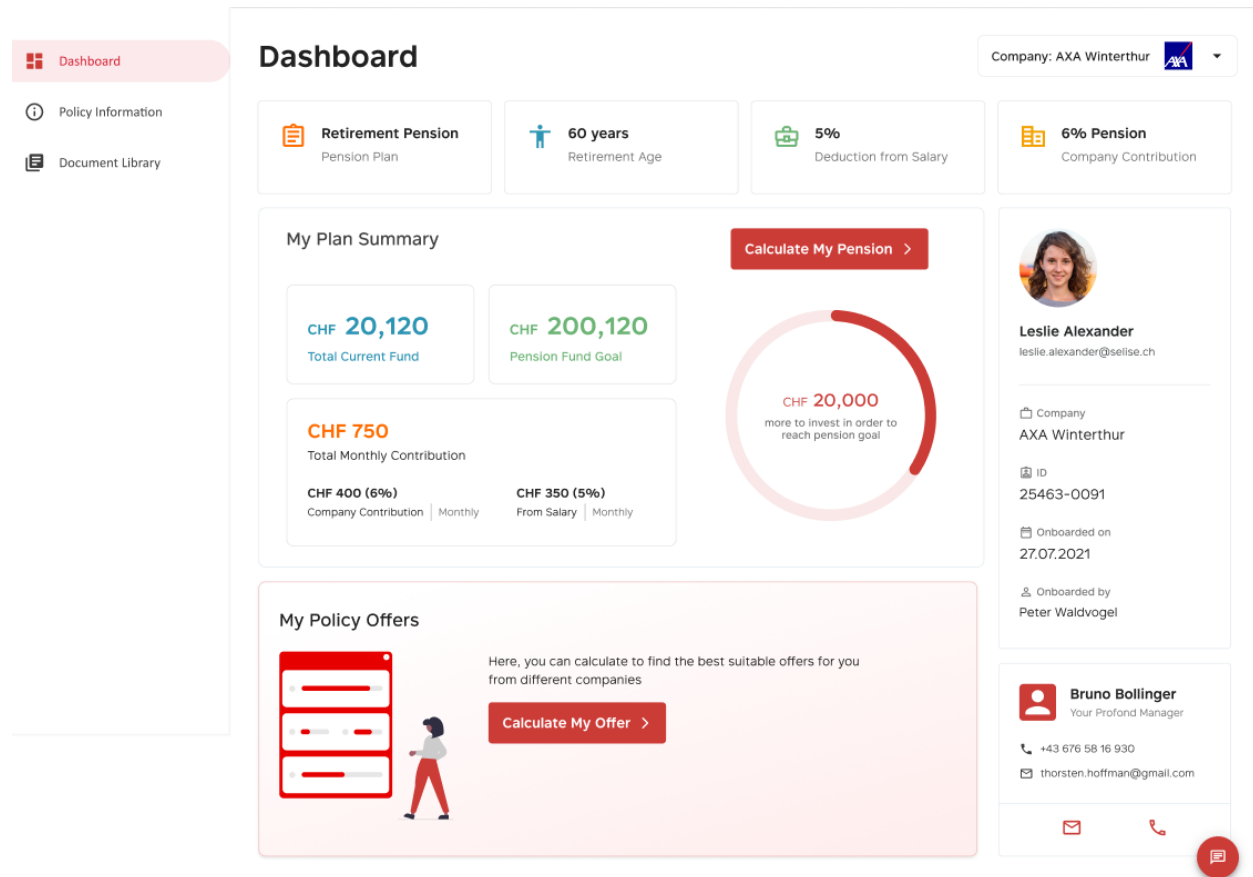 Dashboard
Policy Information
Document Library
Dashboard
Company: AXA Winterthur
AXA
Retirement Pension
Pension Plan
60 years
Retirement Age
5%
Deduction from Salary
6% Pension
Company Contribution
My Plan Summary
Calculate My Pension
CHF 20,120
Total Current Fund
CHF 200,120
Pension Fund Goal
CHF 750
Total Monthly Contribution
CHF 400 (6%)
Company Contribution | Monthly
CHF 350 (5%)
From Salary | Monthly
CHF 20,000
more to invest in order to
reach pension goal
Leslie Alexander
leslie.alexander@selise.ch
Company
AXA Winterthur
ID
25463-0091
Onboarded on
27.07.2021
Onboarded by
Peter Waldvogel
My Policy Offers
Here, you can calculate to find the best suitable offers for you
from different companies
Calculate My Offer
Bruno Bollinger
Your Profond Manager
+43 676 58 16 930
thorsten.hoffman@gmail.com